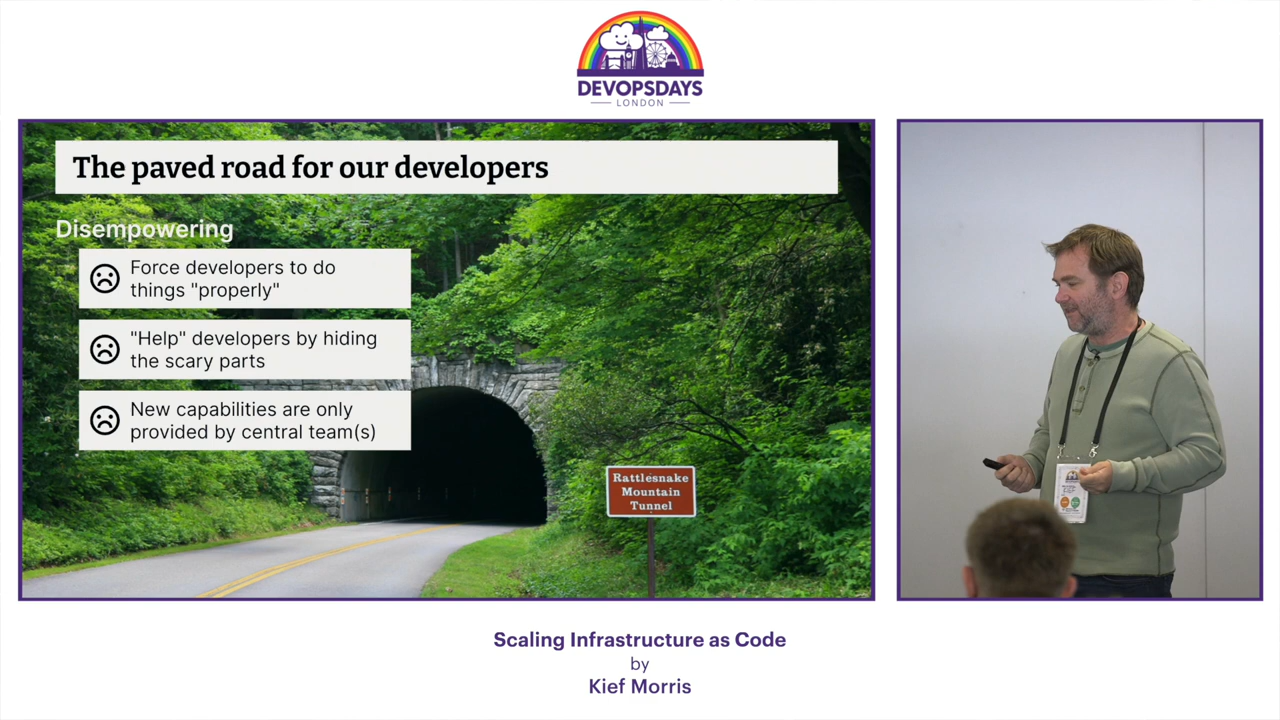 DEVOPSDAYS
LONDON
The paved road for our developers
Disempowering
Force developers to do
things "properly"
"Help" developers by hiding
the scary parts
New capabilities are only
provided by central team(s)
Rattlesnake
Mountain
Tunnel
Scaling Infrastructure as Code
by
Kief Morris